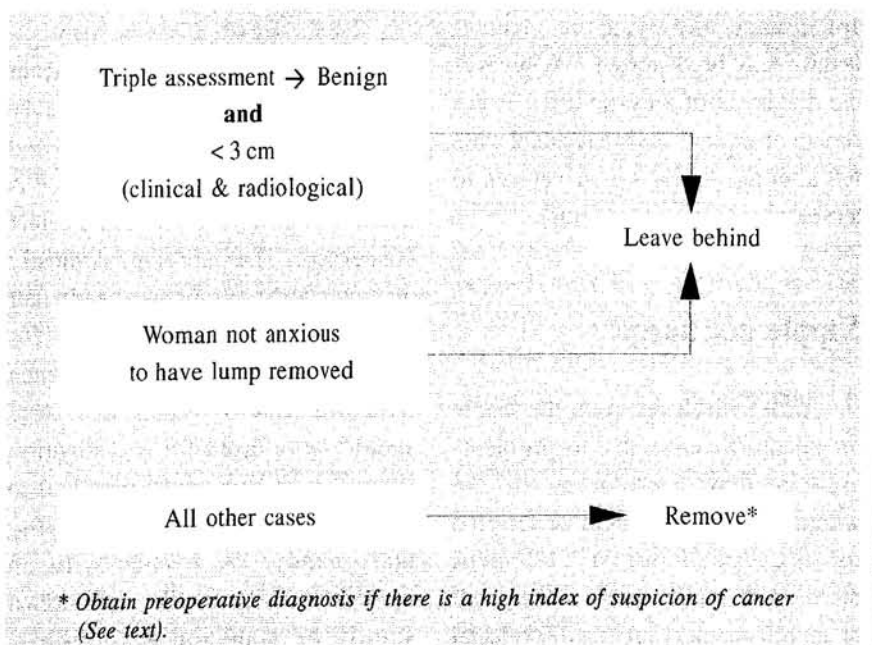 Triple assessment → Benign
and
< 3 cm
(clinical & radiological)
Leave behind
Woman not anxious
to have lump removed
All other cases
Remove*
* Obtain preoperative diagnosis if there is a high index of suspicion of cancer
(See text).